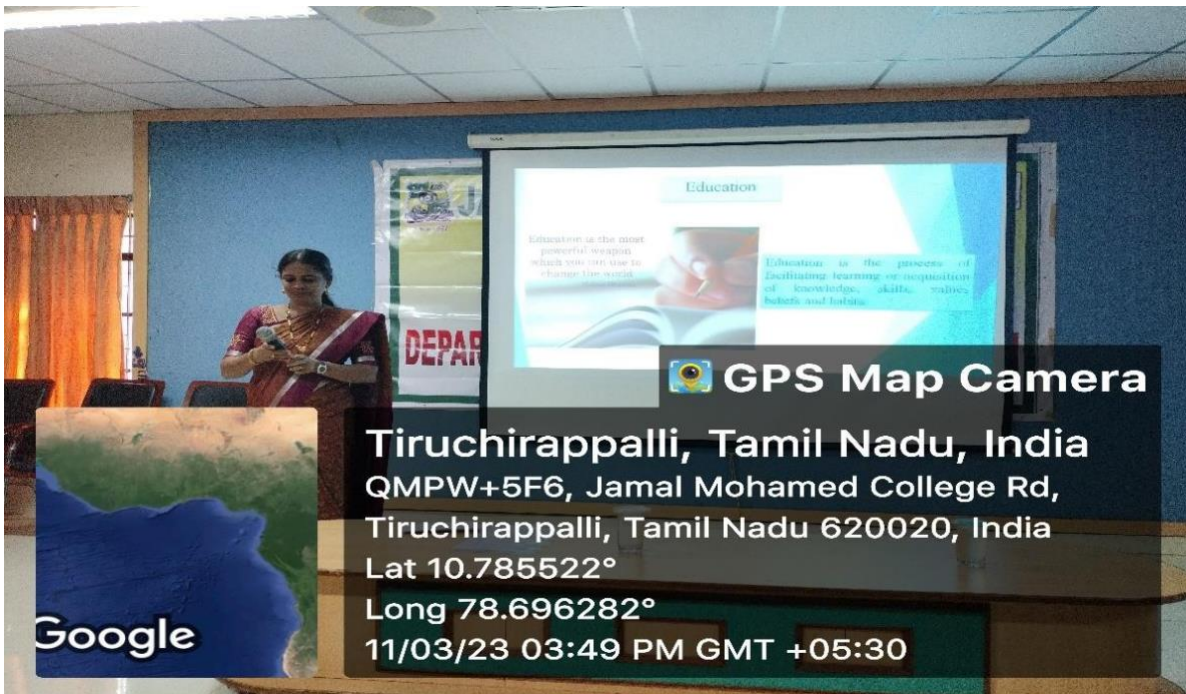 JA
DEPAR
Education
Education is the most
powerful weapon
which you can use to
change the world
Education is the process of
facilitating learning or acquisition
of knowledge, skills, values
beliefs and habits
GPS Map Camera
Tiruchirappalli, Tamil Nadu, India
QMPW+5F6, Jamal Mohamed College Rd,
Tiruchirappalli, Tamil Nadu 620020, India
Lat 10.785522°
Long 78.696282°
11/03/23 03:49 PM GMT +05:30
Google